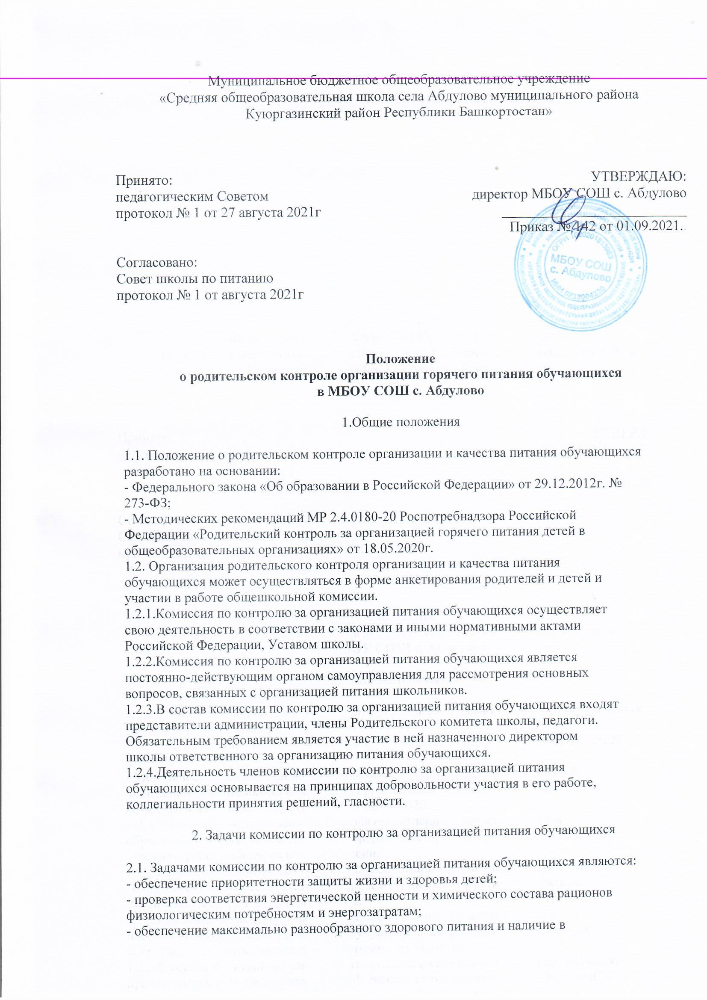 Муниципальное бюджетное общеобразовательное учреждение
«Средняя общеобразовательная школа села Абдулово муниципального района
Куюргазинский район Республики Башкортостан»
Принято:
педагогическим Советом
протокол № 1 от 27 августа 2021г
УТВЕРЖДАЮ:
директор МБОУ СОШ с. Абдулово
Приказ № 142 от 01.09.2021.
Согласовано:
Совет школы по питанию
протокол № 1 от августа 2021г
ОГРН 1020201813983
МБОУ СОШ
с. Абдулово
ИНН 0233004230
Положение
о родительском контроле организации горячего питания обучающихся
в МБОУ СОШ с. Абдулово
1.Общие положения
1.1. Положение о родительском контроле организации и качества питания обучающихся
разработано на основании:
- Федерального закона «Об образовании в Российской Федерации» от 29.12.2012г. №
273-ФЗ;
- Методических рекомендаций МР 2.4.0180-20 Роспотребнадзора Российской
Федерации «Родительский контроль за организацией горячего питания детей в
общеобразовательных организациях» от 18.05.2020г.
1.2. Организация родительского контроля организации и качества питания
обучающихся может осуществляться в форме анкетирования родителей и детей и
участии в работе общешкольной комиссии.
1.2.1.Комиссия по контролю за организацией питания обучающихся осуществляет
свою деятельность в соответствии с законами и иными нормативными актами
Российской Федерации, Уставом школы.
1.2.2.Комиссия по контролю за организацией питания обучающихся является
постоянно-действующим органом самоуправления для рассмотрения основных
вопросов, связанных с организацией питания школьников.
1.2.3.В состав комиссии по контролю за организацией питания обучающихся входят
представители администрации, члены Родительского комитета школы, педагоги.
Обязательным требованием является участие в ней назначенного директором
школы ответственного за организацию питания обучающихся.
1.2.4.Деятельность членов комиссии по контролю за организацией питания
обучающихся основывается на принципах добровольности участия в его работе,
коллегиальности принятия решений, гласности.
2. Задачи комиссии по контролю за организацией питания обучающихся
2.1. Задачами комиссии по контролю за организацией питания обучающихся являются:
- обеспечение приоритетности защиты жизни и здоровья детей;
- проверка соответствия энергетической ценности и химического состава рационов
физиологическим потребностям и энергозатратам;
- обеспечение максимально разнообразного здорового питания и наличие в